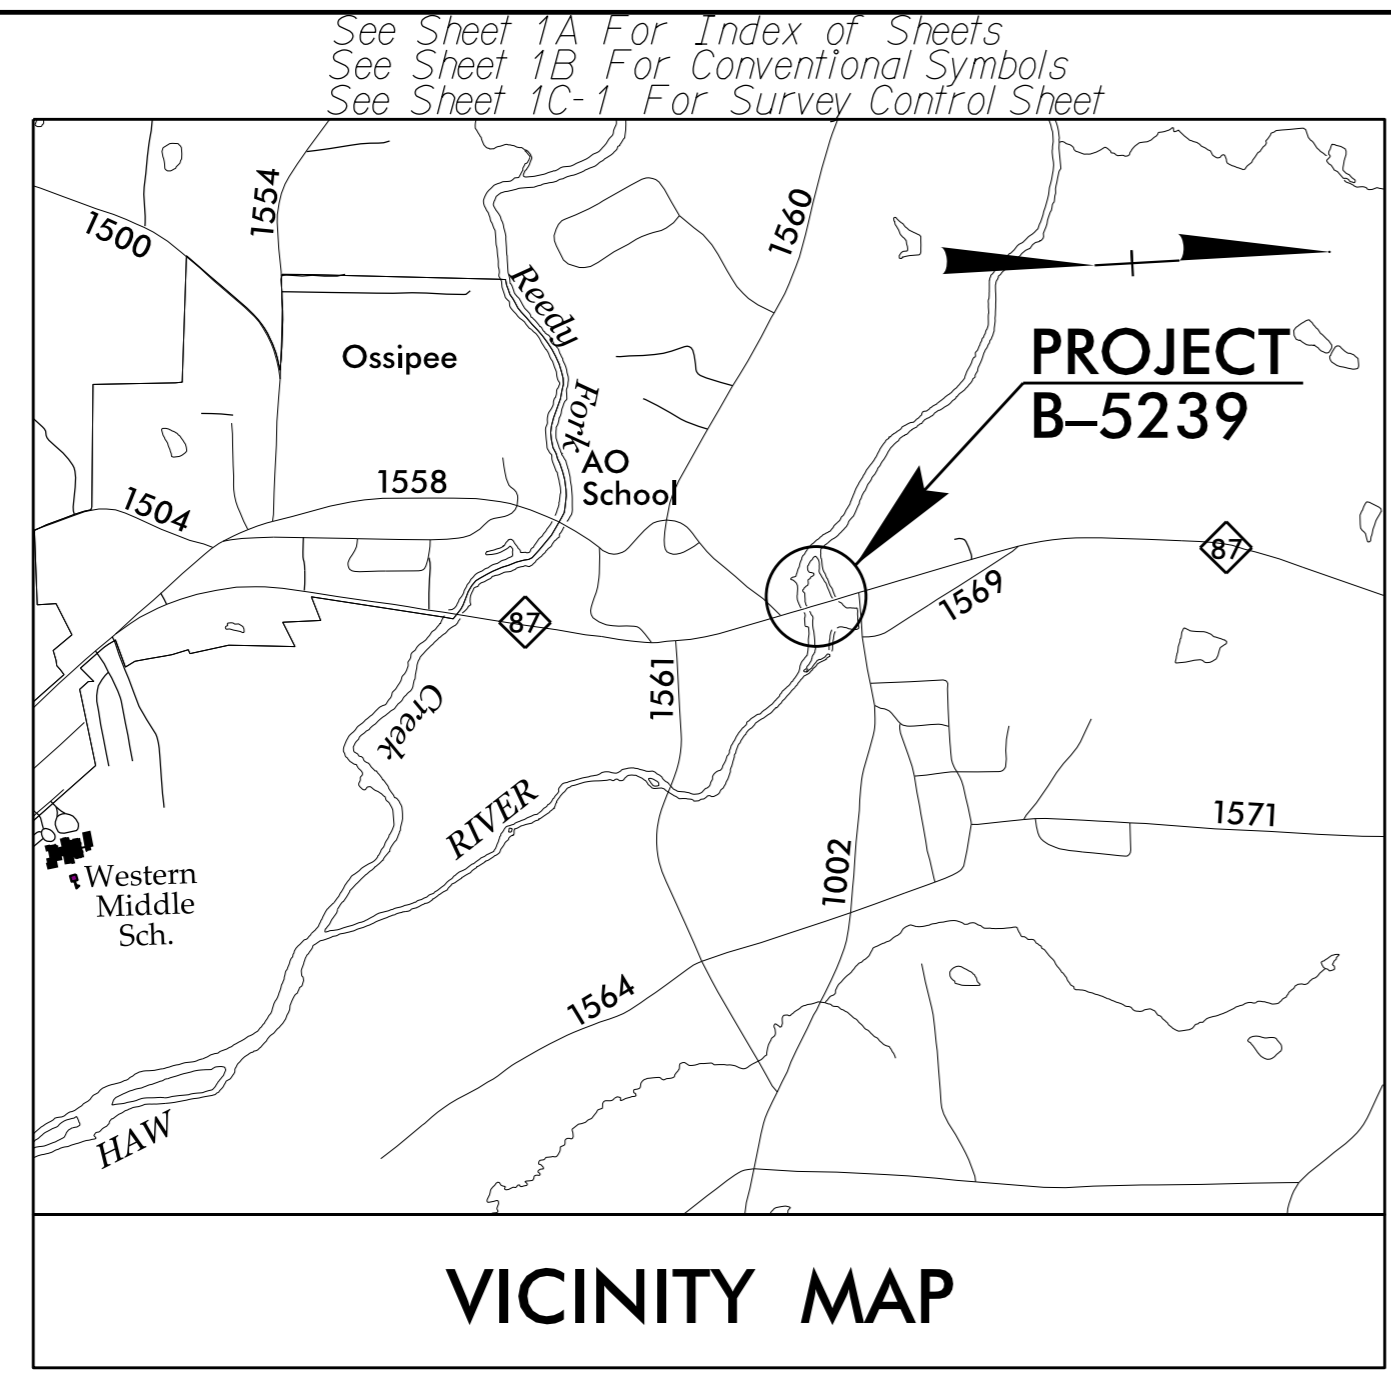 See Sheet 1A For Index of Sheets
See Sheet 1B For Conventional Symbols
See Sheet 1C-1 For Survey Control Sheet
1500
1554
1560
Reedy
Fork
Ossipee
PROJECT
B-5239
AO
School
1558
1504
87
87
1569
1561
Creek
RIVER
1571
1002
Western
Middle
Sch.
1564
HAW
VICINITY MAP